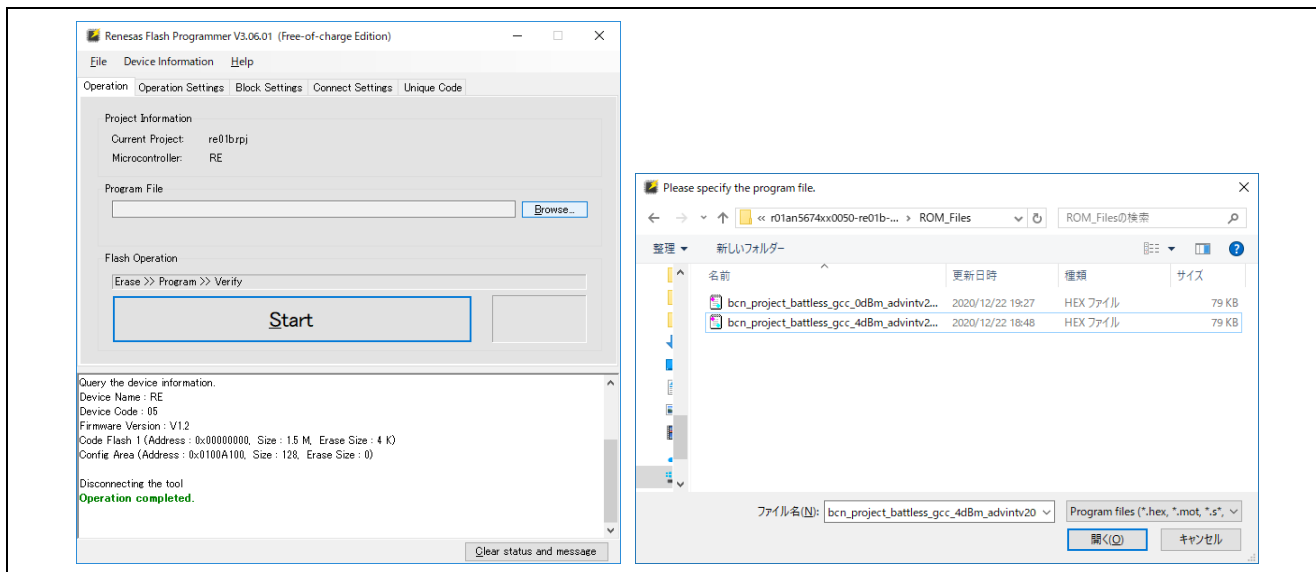 Renesas Flash Programmer V3.06.01 (Free-of-charge Edition)
File Device Information Help
Operation Operation Settings Block Settings Connect Settings Unique Code
Project Information
Current Project: re01b.rpj
Microcontroller: RE
Program File
Browse...
Flash Operation
Erase >> Program >> Verify
Start
Query the device information.
Device Name : RE
Device Code : 05
Firmware Version : V1.2
Code Flash 1 (Address : 0x00000000, Size : 1.5 M, Erase Size : 4 K)
Config Area (Address : 0x0100A100, Size : 128, Erase Size : 0)
Disconnecting the tool
Operation completed.
Clear status and message
Please specify the program file.
« r01an5674xx0050-re01b-... › ROM_Files
ROM_Filesの検索
整理 新しいフォルダー
名前 更新日時 種類 サイズ
bcn_project_battless_gcc_0dBm_advintv2... 2020/12/22 19:27 HEX ファイル 79 KB
bcn_project_battless_gcc_4dBm_advintv2... 2020/12/22 18:48 HEX ファイル 79 KB
ファイル名(N): bcn_project_battless_gcc_4dBm_advintv20 Program files (*.hex, *.mot, *.s*,
開く(O) キャンセル